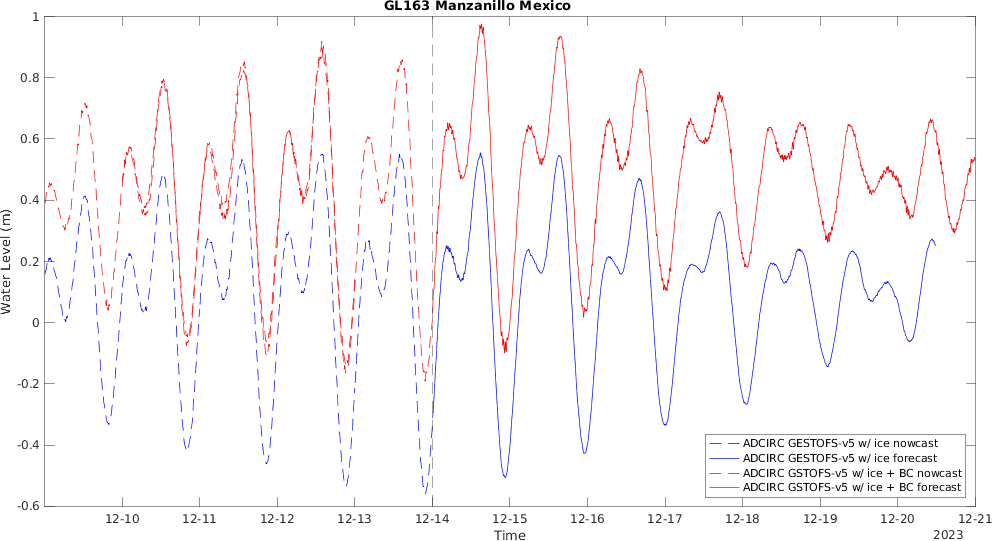 GL163 Manzanillo Mexico
1
0.8
0.6
0.4
0.2
0
-0.2
-0.4
-0.6
Water Level (m)
ADCIRC GESTOFS-v5 w/ ice nowcast
ADCIRC GESTOFS-v5 w/ ice forecast
ADCIRC GSTOFS-v5 w/ ice + BC nowcast
ADCIRC GSTOFS-v5 w/ ice + BC forecast
12-10 12-11 12-12 12-13 12-14 12-15 12-16 12-17 12-18 12-19 12-20 12-21
Time
2023